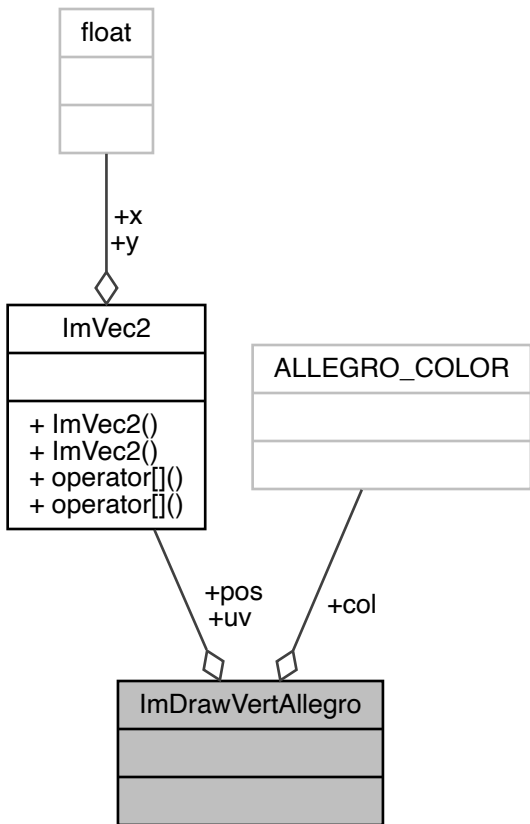 float
+x
+y
ImVec2
+ ImVec2()
+ ImVec2()
+ operator[]()
+ operator[]()
ALLEGRO_COLOR
+pos
+uv
+col
ImDrawVertAllegro